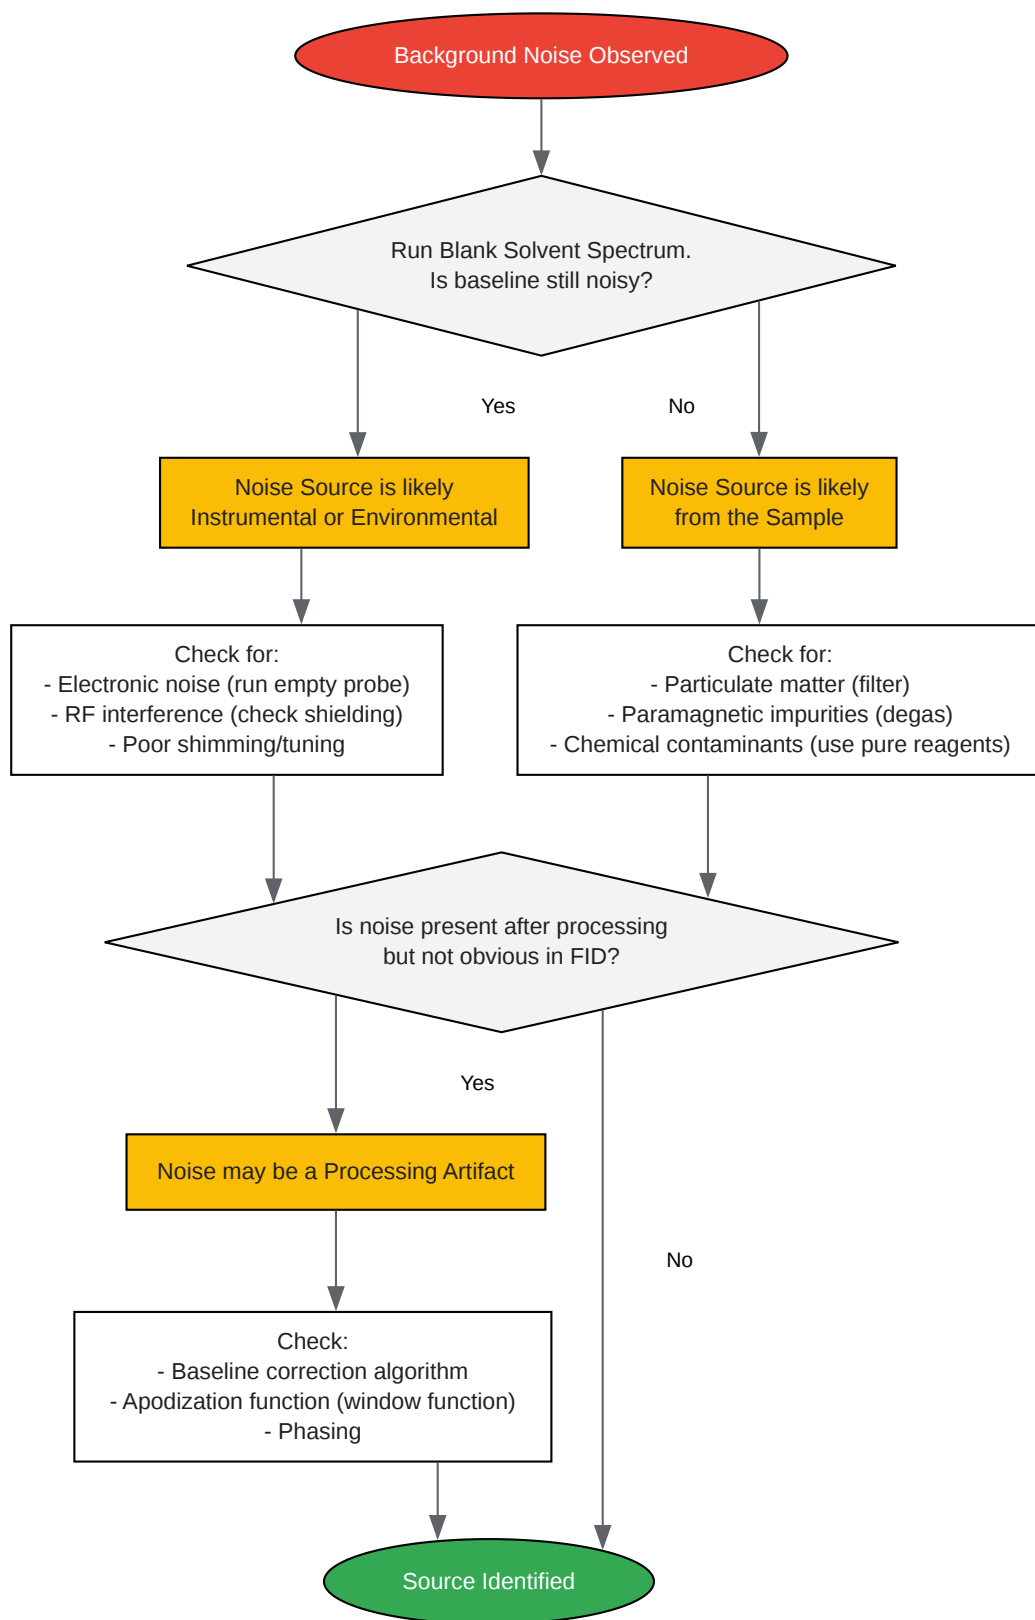 Background Noise Observed
Run Blank Solvent Spectrum.
Is baseline still noisy?
Yes
No
Noise Source is likely
Instrumental or Environmental
Noise Source is likely
from the Sample
Check for:
- Electronic noise (run empty probe)
- RF interference (check shielding)
- Poor shimming/tuning
Check for:
- Particulate matter (filter)
- Paramagnetic impurities (degas)
- Chemical contaminants (use pure reagents)
Is noise present after processing
but not obvious in FID?
Yes
Noise may be a Processing Artifact
No
Check:
- Baseline correction algorithm
- Apodization function (window function)
- Phasing
Source Identified